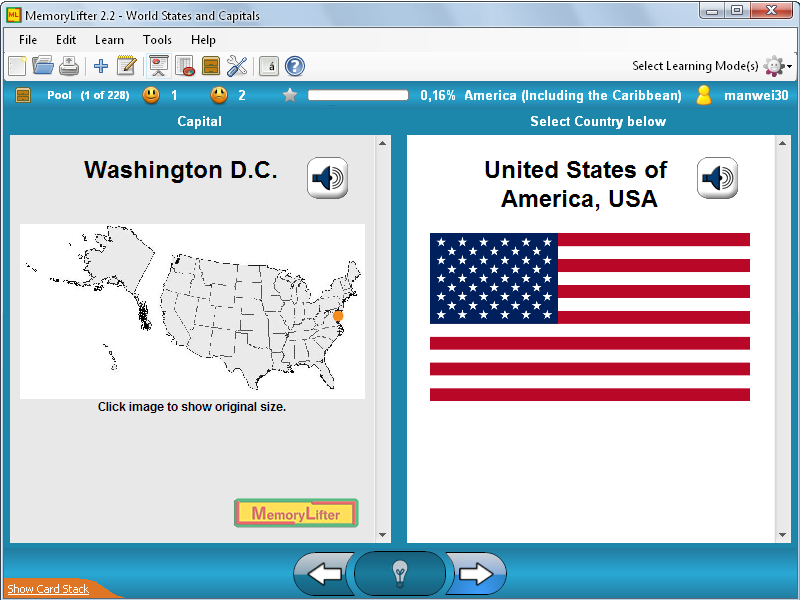 ML MemoryLifter 2.2 - World States and Capitals
File Edit Learn Tools Help
á ? Select Learning Mode(s)
Pool (1 of 228) 1 2 0,16% America (Including the Caribbean) manwei30
Capital
Select Country below
Washington D.C.
Click image to show original size.
MemoryLifter
United States of
America, USA
Show Card Stack